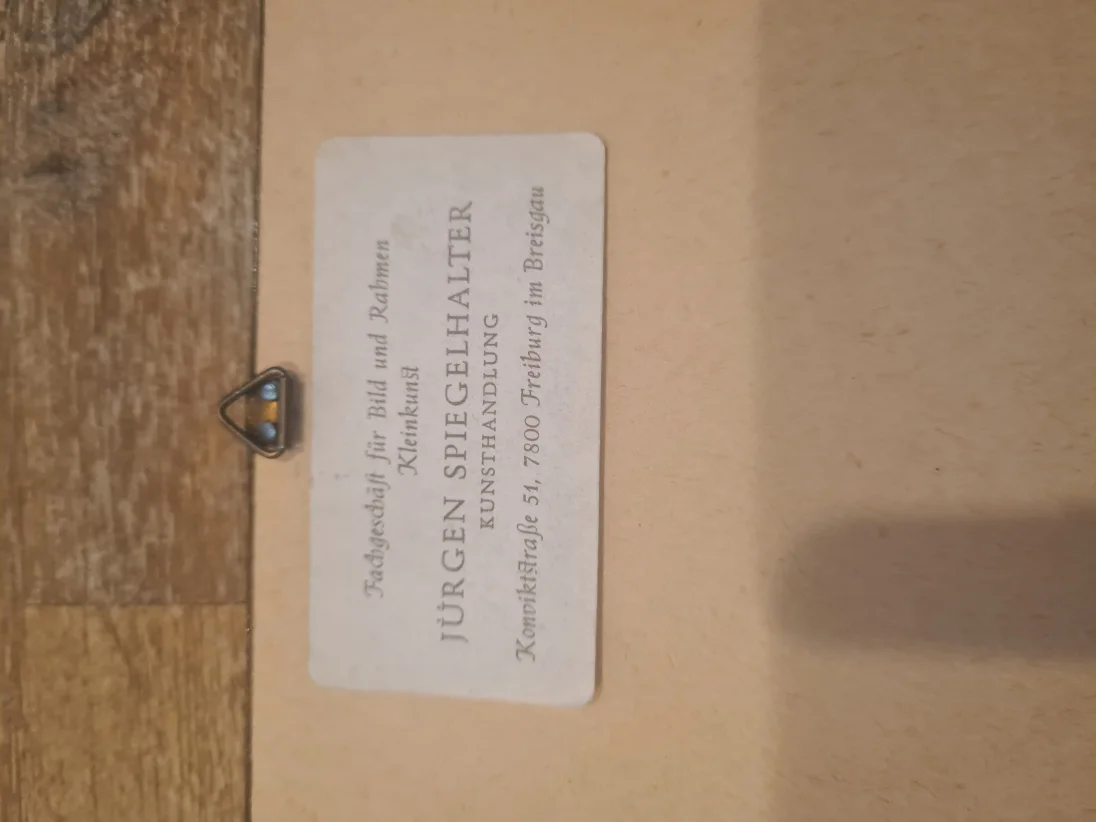 Fachgeschäft für Bild und Rahmen
Kleinkunst
JÜRGEN SPIEGELHALTER
KUNSTHANDLUNG
Konviktstraße 51, 7800 Freiburg im Breisgau